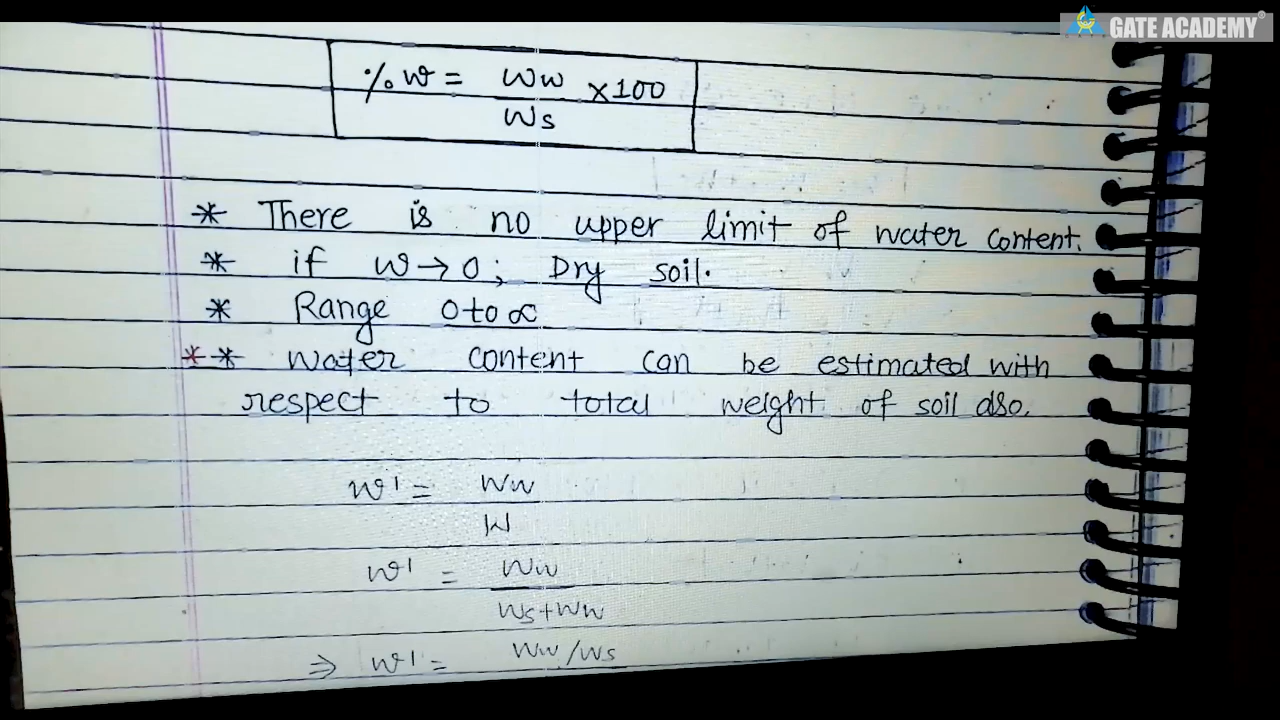 GATE ACADEMY®
% w = Ww × 100
Ws
* There is no upper limit of water content.
* if w → 0; Dry soil.
* Range 0 to ∝
** Water content can be estimated with
respect to total weight of soil also.
w' = Ww
W
w' = Ww
Ws + Ww
⇒ w' = Ww/Ws